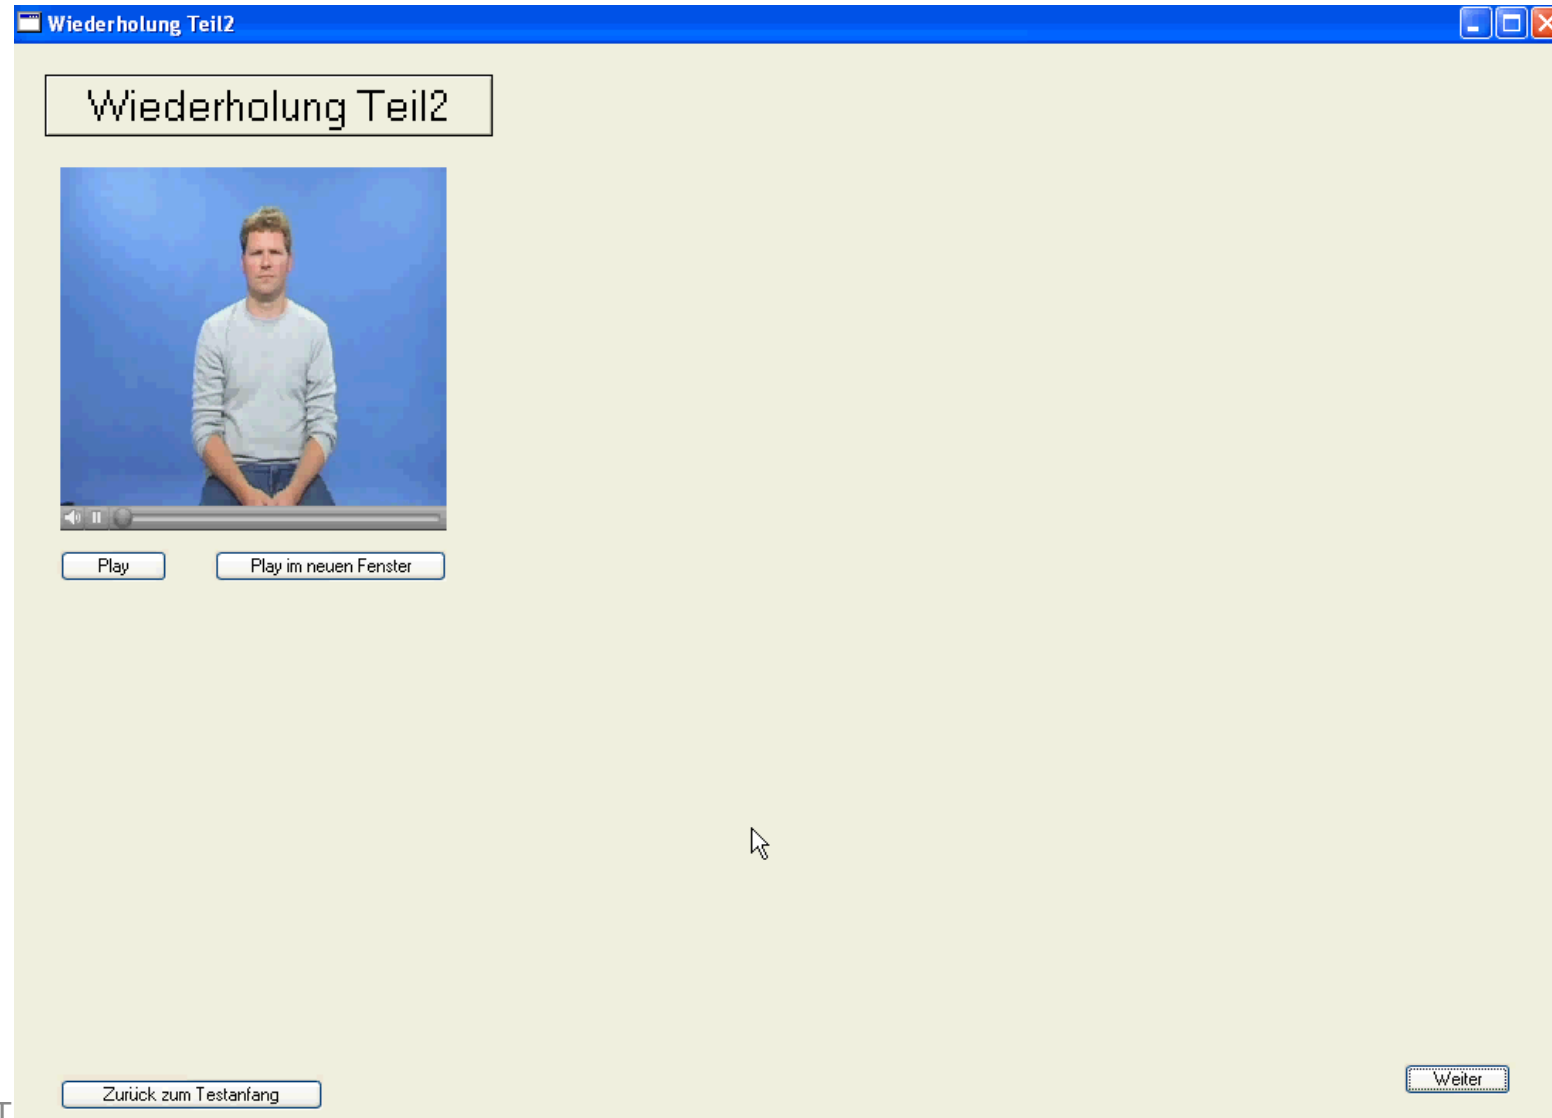 Wiederholung Teil2
Wiederholung Teil2
Play
Play im neuen Fenster
Weiter
Zurück zum Testanfang
T